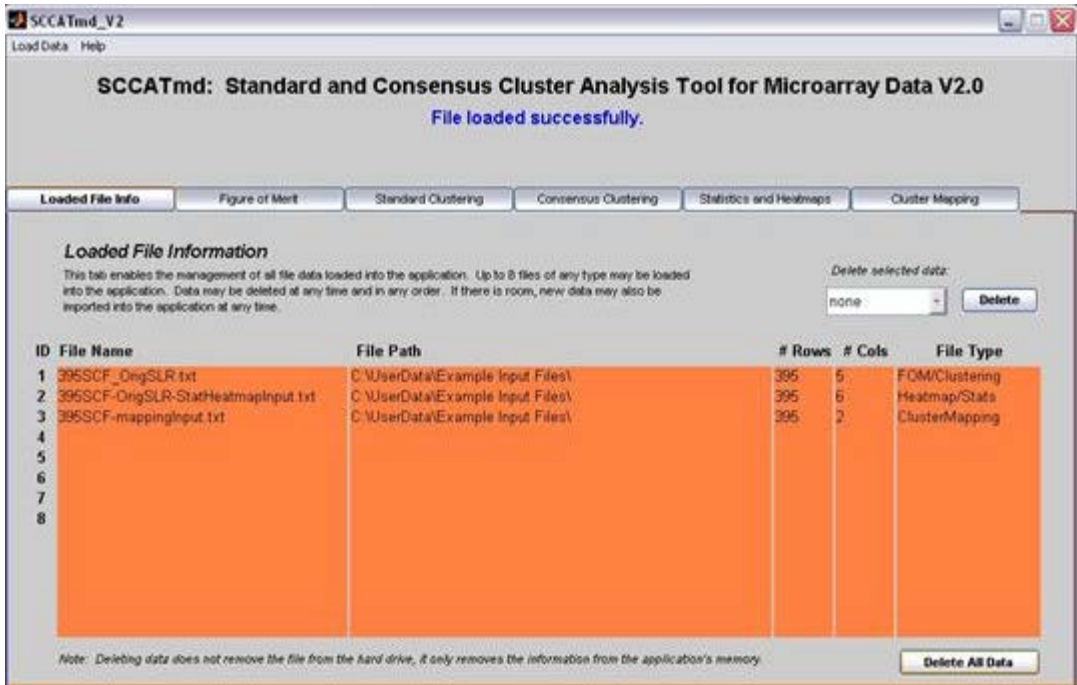 SCCATmd_V2
Load Data Help
SCCATmd: Standard and Consensus Cluster Analysis Tool for Microarray Data V2.0
File loaded successfully.
Loaded File Info Figure of Merit Standard Clustering Consensus Clustering Statistics and Heatmaps Cluster Mapping
Loaded File Information
This tab enables the management of all file data loaded into the application. Up to 8 files of any type may be loaded
into the application. Data may be deleted at any time and in any order. If there is room, new data may also be
imported into the application at any time.
Delete selected data:
none Delete
ID File Name File Path # Rows # Cols File Type
1 395SCF_OrigSLR.txt C:\UserData\Example Input Files\ 395 5 FOM/Clustering
2 395SCF-OrigSLR-StatHeatmapInput.txt C:\UserData\Example Input Files\ 395 6 Heatmap/Stats
3 395SCF-mappingInput.txt C:\UserData\Example Input Files\ 395 2 ClusterMapping
4
5
6
7
8
Note: Deleting data does not remove the file from the hard drive, it only removes the information from the application's memory.
Delete All Data